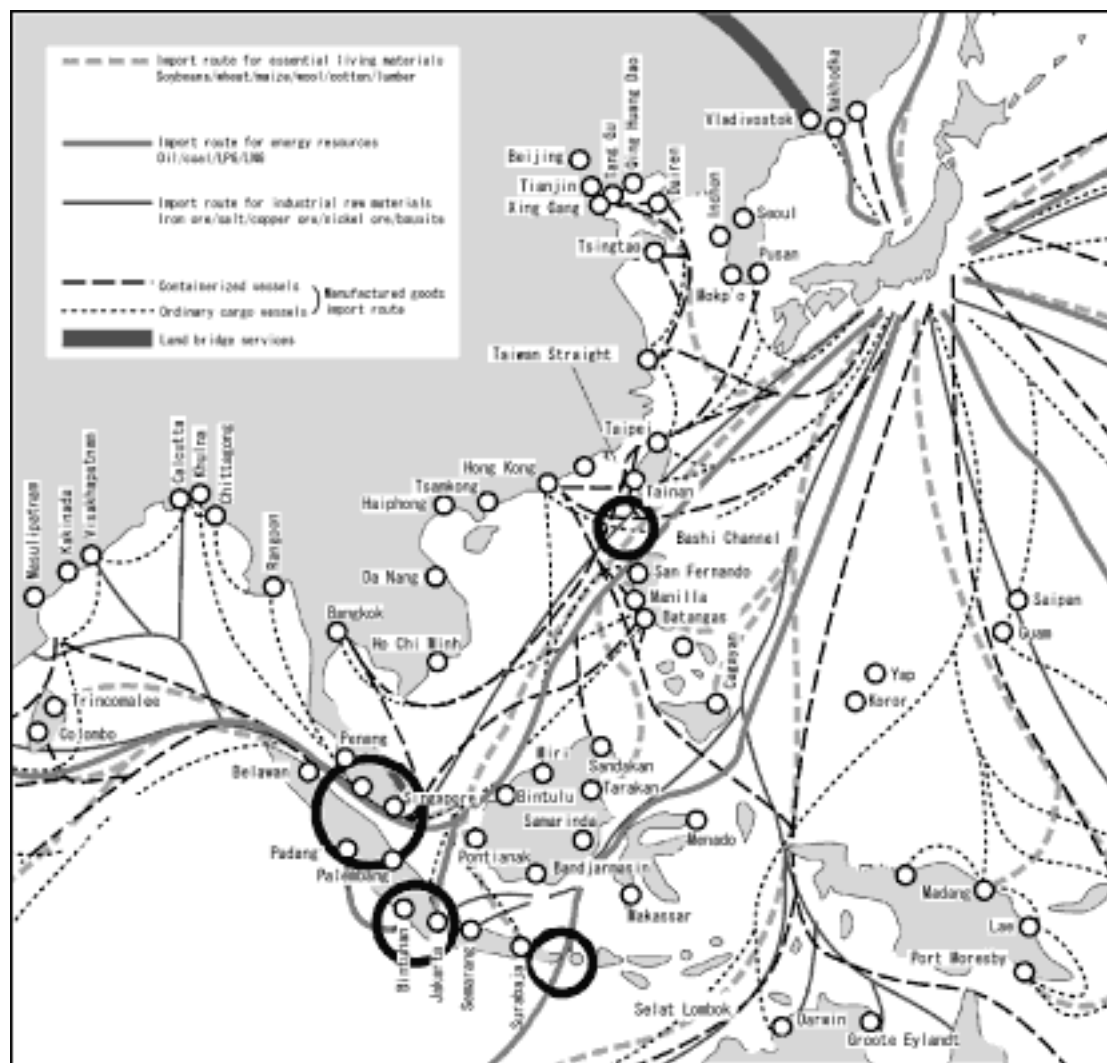 Import route for essential living materials
Soybeans/wheat/maize/wool/cotton/lumber
Import route for energy resources
Oil/coal/LPG/LNG
Import route for industrial raw materials
Iron ore/salt/copper ore/nickel ore/bauxite
Containerized vessels
Ordinary cargo vessels
Manufactured goods
import route
Land bridge services
Vladivostok
Nakhodka
Beijing
Tianjin
Xing Gang
Tang Gu
Qing Huang Dao
Dairen
Tsingtao
Inchon
Seoul
Pusan
Mokp'o
Taiwan Straight
Taipei
Tainan
Hong Kong
Tsamkong
Haiphong
Bashi Channel
Da Nang
San Fernando
Manilla
Batangas
Ho Chi Minh
Bangkok
Rangoon
Chittagong
Khulna
Calcutta
Visakhapatnam
Kakinada
Masulipatnam
Trincomalee
Colombo
Cagayan
Saipan
Guam
Yap
Koror
Penang
Belawan
Singapore
Miri
Bintulu
Sandakan
Tarakan
Samarinda
Menado
Padang
Palembang
Pontianak
Bandjarmasin
Makassar
Bintuhan
Jakarta
Semarang
Surabaja
Selat Lombok
Madang
Lae
Port Moresby
Darwin
Groote Eylandt